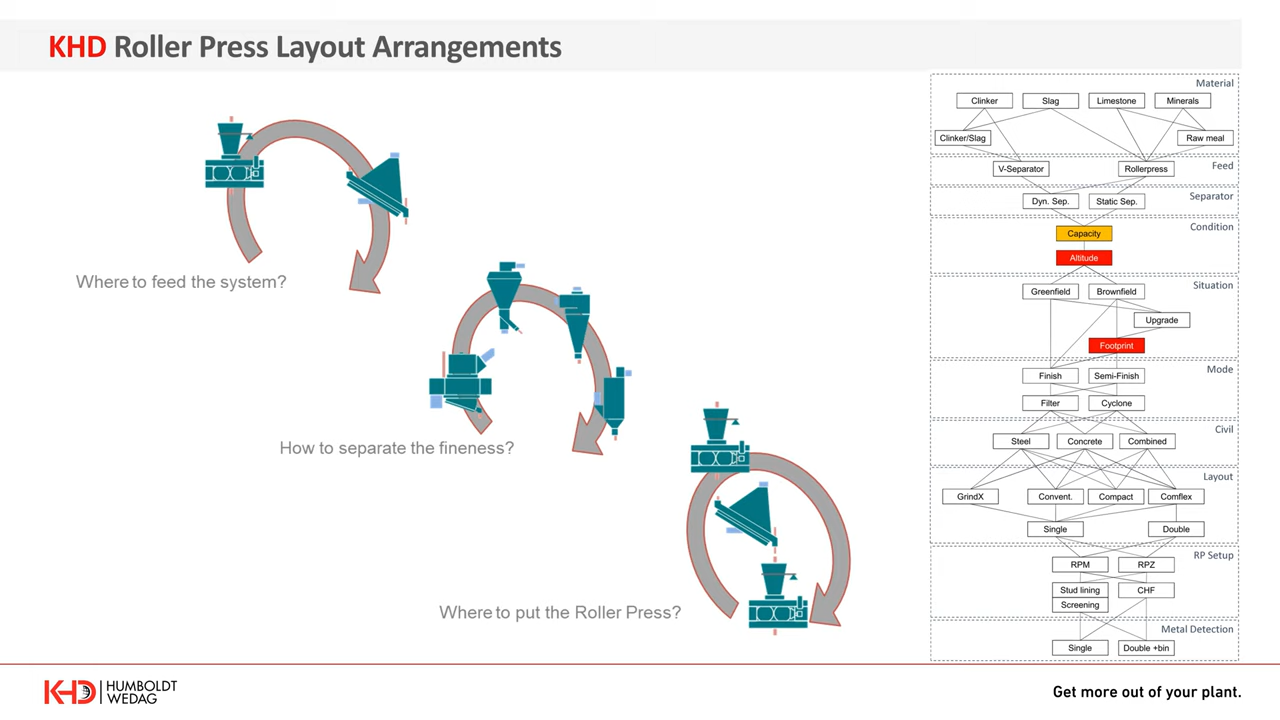 KHD Roller Press Layout Arrangements
Where to feed the system?
How to separate the fineness?
Where to put the Roller Press?
Material
Clinker
Slag
Limestone
Minerals
Clinker/Slag
Raw meal
Feed
V-Separator
Rollerpress
Separator
Dyn. Sep.
Static Sep.
Condition
Capacity
Altitude
Situation
Greenfield
Brownfield
Upgrade
Footprint
Mode
Finish
Semi-Finish
Filter
Cyclone
Civil
Steel
Concrete
Combined
Layout
GrindX
Convent.
Compact
Comflex
Single
Double
RP Setup
RPM
RPZ
Stud lining
CHF
Screening
Metal Detection
Single
Double +bin
KHD HUMBOLDT
WEDAG
Get more out of your plant.